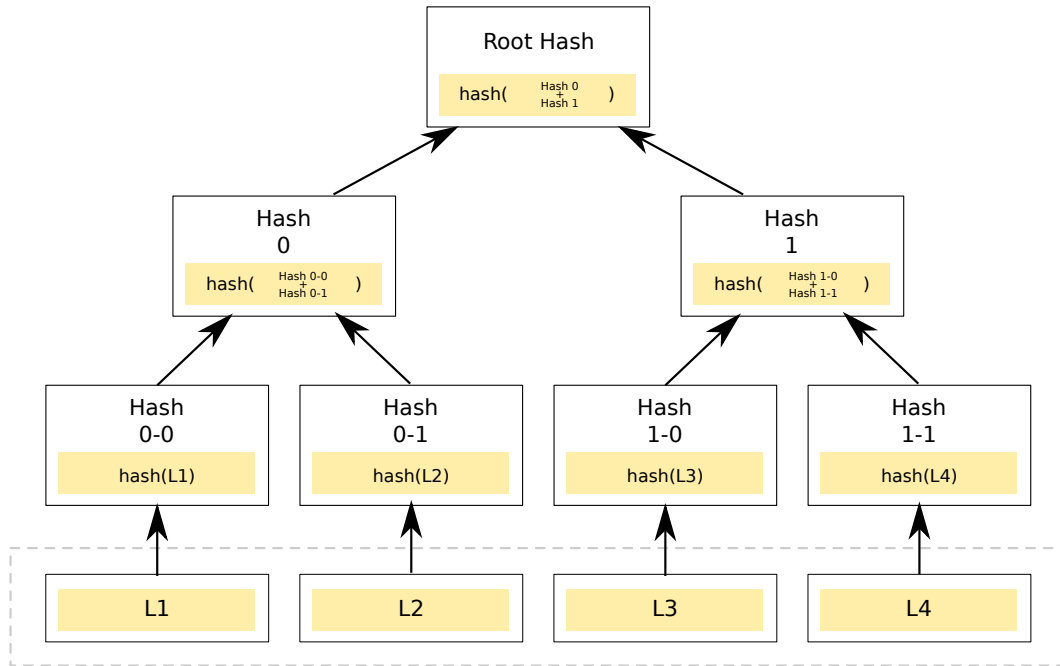 Root Hash
hash( Hash 0 + Hash 1 )
Hash
0
hash( Hash 0-0 + Hash 0-1 )
Hash
1
hash( Hash 1-0 + Hash 1-1 )
Hash
0-0
hash(L1)
Hash
0-1
hash(L2)
Hash
1-0
hash(L3)
Hash
1-1
hash(L4)
L1
L2
L3
L4